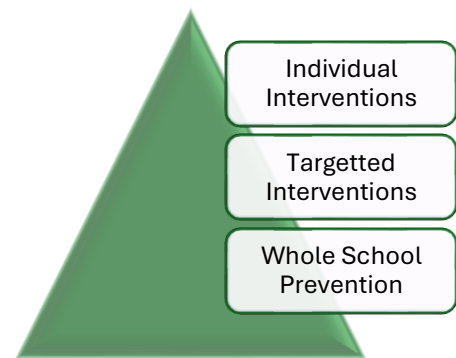 Individual
Interventions
Targetted
Interventions
Whole School
Prevention